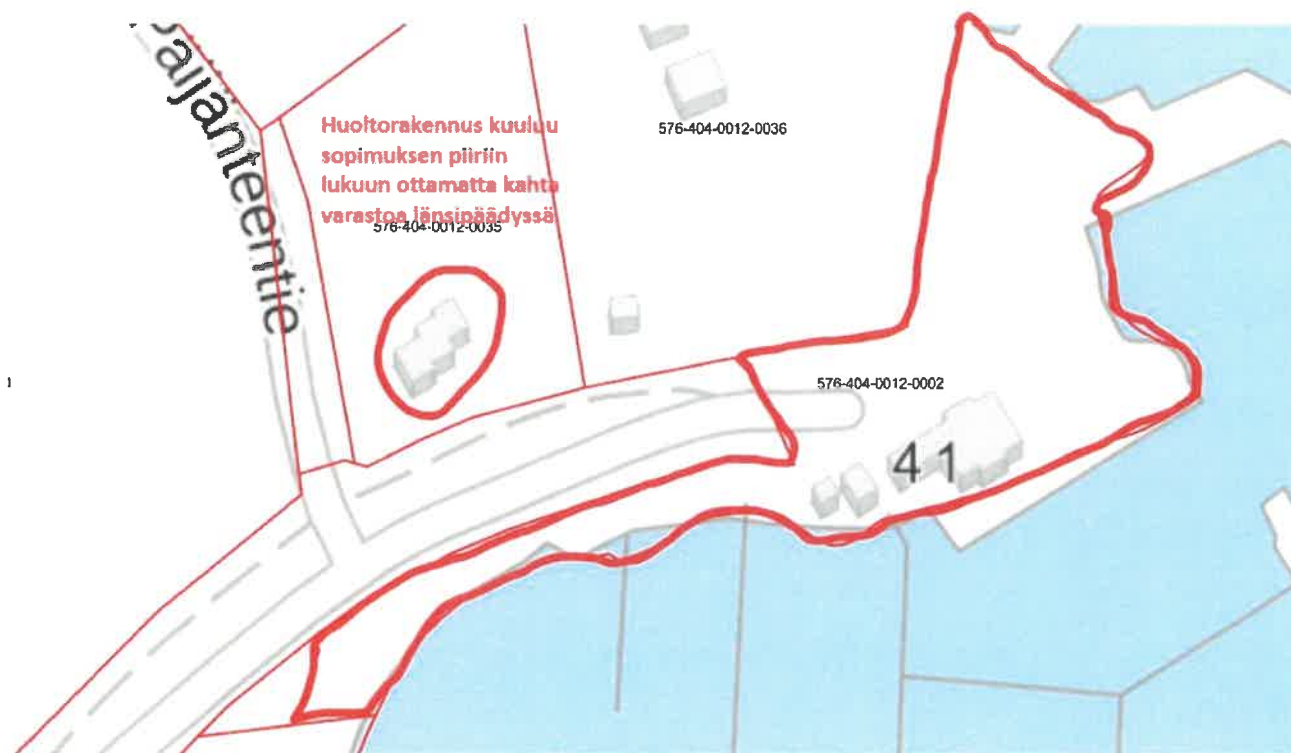 Päijänteentie
Huoltorakennus kuuluu
sopimuksen piiriin
lukuun ottamatta kahta
varastoa länsipäädyssä
576-404-0012-0035
576-404-0012-0036
576-404-0012-0002
41